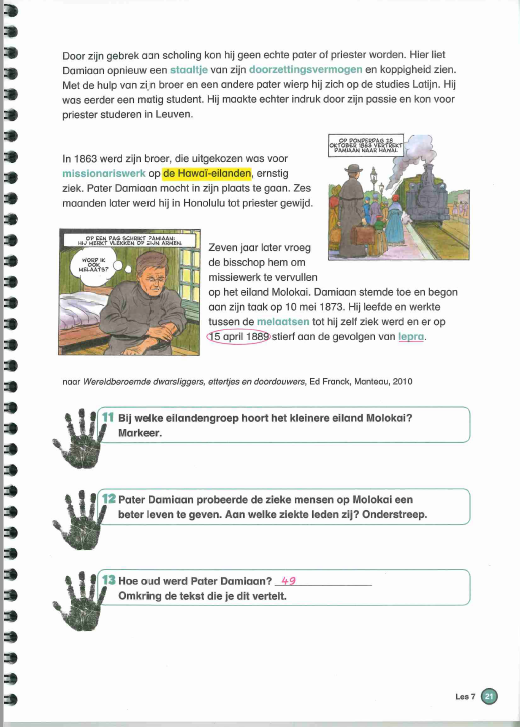 Door zijn gebrek aan scholing kon hij geen echte pater of priester worden. Hier liet
Damiaan opnieuw een staaltje van zijn doorzettingsvermogen en koppigheid zien.
Met de hulp van zijn broer en een andere pater wierp hij zich op de studies Latijn. Hij
was eerder een matig student. Hij maakte echter indruk door zijn passie en kon voor
priester studeren in Leuven.
In 1863 werd zijn broer, die uitgekozen was voor
missionariswerk op de Hawaï-eilanden, ernstig
ziek. Pater Damiaan mocht in zijn plaats te gaan. Zes
maanden later werd hij in Honolulu tot priester gewijd.
OP DONDERDAG 28
OKTOBER 1863 VERTREKT
DAMIAAN NAAR HAWAÏ.
OP EEN DAG SCHRIKT DAMIAAN:
HIJ MERKT VLEKKEN OP ZIJN ARMEN.
WORD IK
OOK
MELAATS?
Zeven jaar later vroeg
de bisschop hem om
missiewerk te vervullen
op het eiland Molokai. Damiaan stemde toe en begon
aan zijn taak op 10 mei 1873. Hij leefde en werkte
tussen de melaatsen tot hij zelf ziek werd en er op
15 april 1889 stierf aan de gevolgen van lepra.
naar Wereldberoemde dwarsliggers, ettertjes en doordouwers, Ed Franck, Manteau, 2010
11 Bij welke eilandengroep hoort het kleinere eiland Molokai?
Markeer.
12 Pater Damiaan probeerde de zieke mensen op Molokai een
beter leven te geven. Aan welke ziekte leden zij? Onderstreep.
13 Hoe oud werd Pater Damiaan? 49
Omkring de tekst die je dit vertelt.
Les 7 21